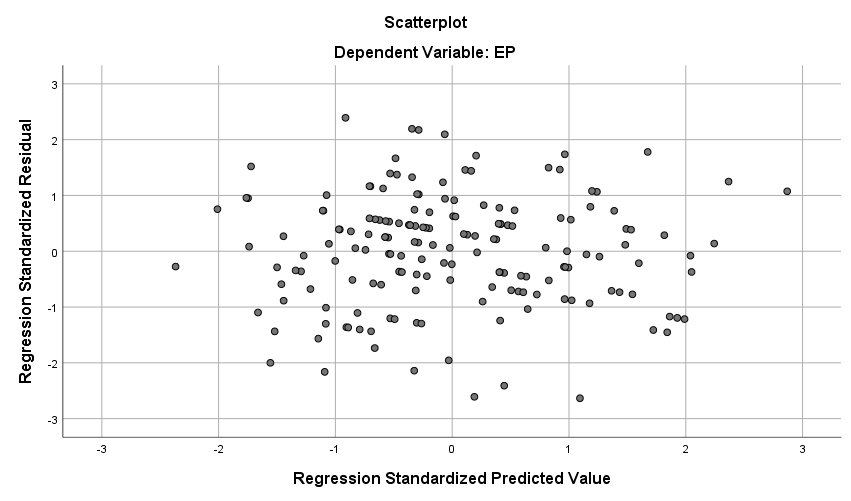 Scatterplot
Dependent Variable: EP
3
2
1
0
-1
-2
-3
Regression Standardized Residual
-3 -2 -1 0 1 2 3
Regression Standardized Predicted Value